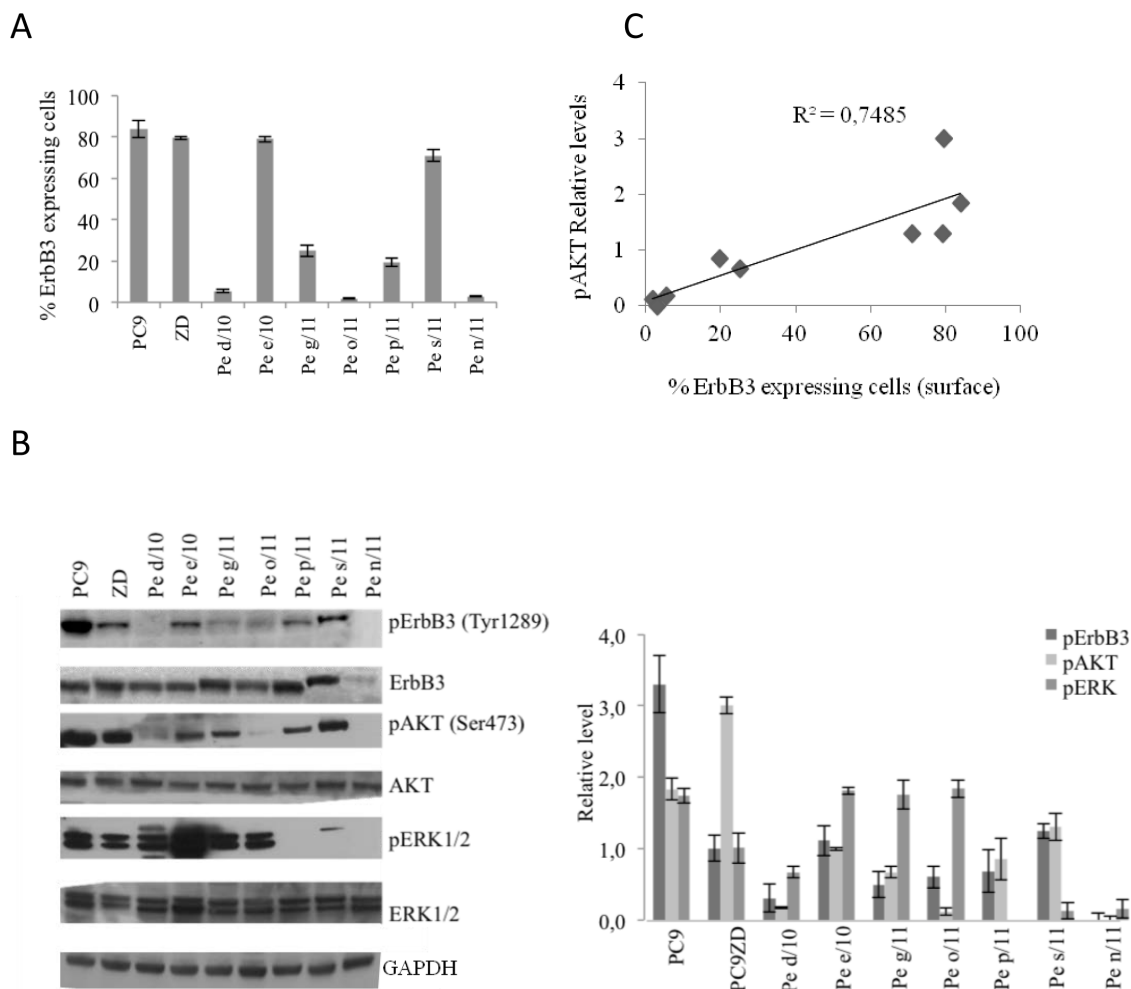 A
% ErbB3 expressing cells
100
80
60
40
20
0
PC9
ZD
Pe d/10
Pe e/10
Pe g/11
Pe o/11
Pe p/11
Pe s/11
Pe n/11
C
pAKT Relative levels
4
3
2
1
0
R² = 0,7485
0 20 40 60 80 100
% ErbB3 expressing cells (surface)
B
PC9
ZD
Pe d/10
Pe e/10
Pe g/11
Pe o/11
Pe p/11
Pe s/11
Pe n/11
pErbB3 (Tyr1289)
ErbB3
pAKT (Ser473)
AKT
pERK1/2
ERK1/2
GAPDH
Relative level
4,0
2,0
1,0
0,0
pErbB3
pAKT
pERK
PC9
PC9ZD
Pe d/10
Pe e/10
Pe g/11
Pe o/11
Pe p/11
Pe s/11
Pe n/11